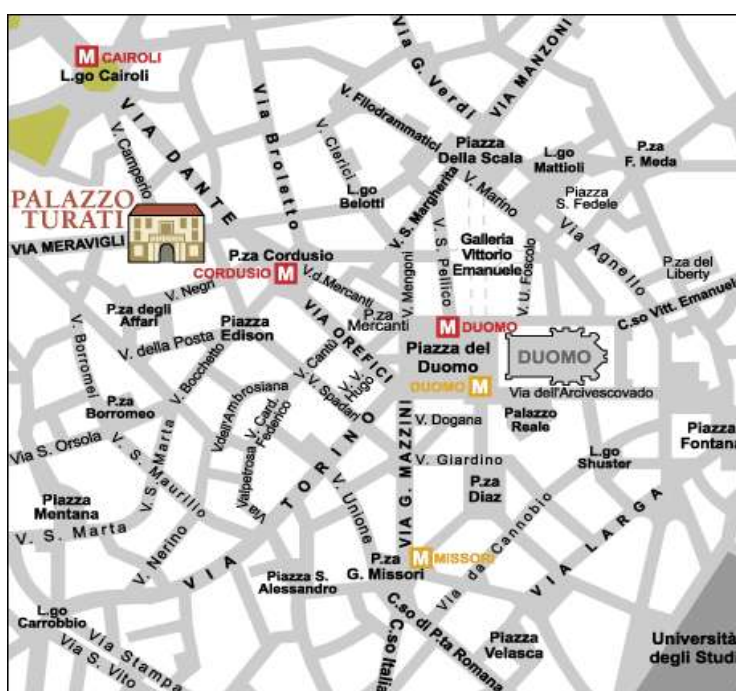 M CAIROLI
L.go Cairoli
Via G. Verdi
VIA MANZONI
VIA DANTE
Via Broletto
V. Filodrammatici
V. Clerici
V. Camperio
Piazza
Della Scala
L.go
Mattioli
P.za
F. Meda
PALAZZO
TURATI
L.go
Belotti
V. S. Margherita
V. Marino
Piazza
S. Fedele
VIA MERAVIGLI
P.za Cordusio
CORDUSIO M
V.d.Mercanti
V. Mengoni
V. S. Pellico
Galleria
Vittorio
Emanuele
V. U. Foscolo
Via Agnello
P.za del
Liberty
C.so Vitt. Emanuele
V. Negri
P.za degli
Affari
V. della Posta
Piazza
Edison
VIA OREFICI
P.za
Mercanti
M DUOMO
Piazza del
Duomo
DUOMO M
DUOMO
Via dell'Arcivescovado
V. Borromei
V. Bocchetto
V. Cantù
V. Spadari
V. V.
Hugo
P.za
Borromeo
V.dell'Ambrosiana
V. Card.
Federico
Via
Valpetrosa
VIA TORINO
VIA G. MAZZINI
V. Dogana
Palazzo
Reale
Piazza
Fontana
Via S. Orsola
V. S. Maurilio
V. S. Marta
V. Giardino
L.go
Shuster
P.za
Diaz
Piazza
Mentana
V. S. Marta
V. Unione
V. Nerino
M MISSORI
P.za
G. Missori
Via da Cannobio
VIA LARGA
Piazza S.
Alessandro
L.go
Carrobbio
Via Stampa
Via S. Vito
C.so Italia
C.so di P.ta Romana
Piazza
Velasca
Università
degli Studi